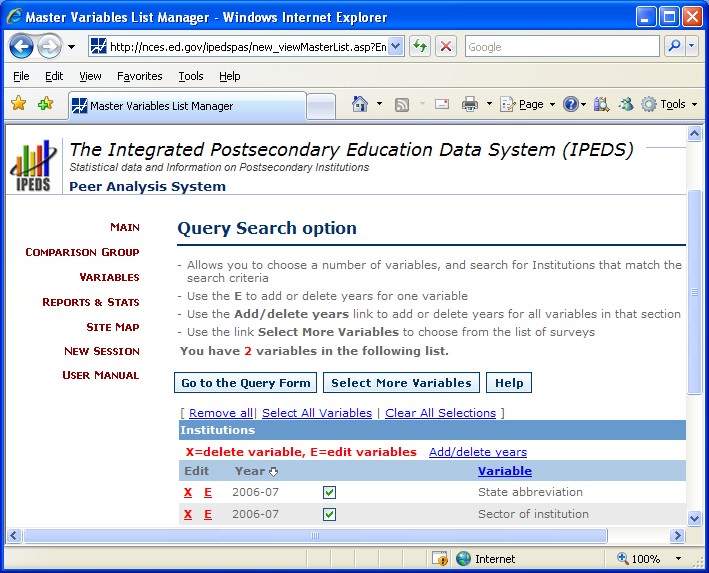 Master Variables List Manager - Windows Internet Explorer
http://nces.ed.gov/ipedspas/new_viewMasterList.asp?En
Google
File Edit View Favorites Tools Help
Master Variables List Manager
Page
Tools
IPEDS
The Integrated Postsecondary Education Data System (IPEDS)
Statistical data and Information on Postsecondary Institutions
Peer Analysis System
MAIN
COMPARISON GROUP
VARIABLES
REPORTS & STATS
SITE MAP
NEW SESSION
USER MANUAL
Query Search option
- Allows you to choose a number of variables, and search for Institutions that match the
search criteria
- Use the E to add or delete years for one variable
- Use the Add/delete years link to add or delete years for all variables in that section
- Use the link Select More Variables to choose from the list of surveys
You have 2 variables in the following list.
Go to the Query Form Select More Variables Help
[ Remove all| Select All Variables | Clear All Selections ]
Institutions
X=delete variable, E=edit variables Add/delete years
Edit Year Variable
X E 2006-07 State abbreviation
X E 2006-07 Sector of institution
Internet 100%